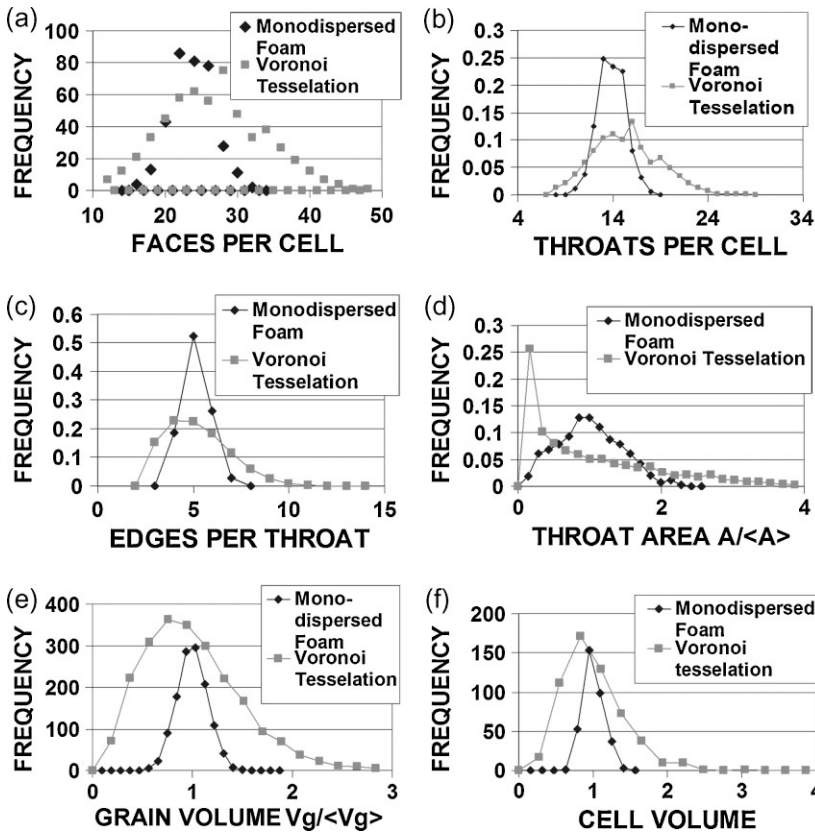 (a)
FREQUENCY
100
80
60
40
20
0
10 20 30 40 50
FACES PER CELL
Monodispersed
Foam
Voronoi
Tesselation
(b)
FREQUENCY
0.3
0.25
0.2
0.15
0.1
0.05
0
4 14 24 34
THROATS PER CELL
Mono-
dispersed
Foam
Voronoi
Tesselation
(c)
FREQUENCY
0.6
0.5
0.4
0.3
0.2
0.1
0
0 5 10 15
EDGES PER THROAT
Monodispersed
Foam
Voronoi
Tesselation
(d)
FREQUENCY
0.3
0.25
0.2
0.15
0.1
0.05
0
0 2 4
THROAT AREA A/<A>
Monodispersed
Foam
Voronoi Tesselation
(e)
FREQUENCY
400
300
200
100
0
0 1 2 3
GRAIN VOLUME Vg/<Vg>
Mono-
dispersed
Foam
Voronoi
Tesselation
(f)
FREQUENCY
200
150
100
50
0
0 1 2 3 4
CELL VOLUME
Monodispersed
Foam
Voronoi
tesselation